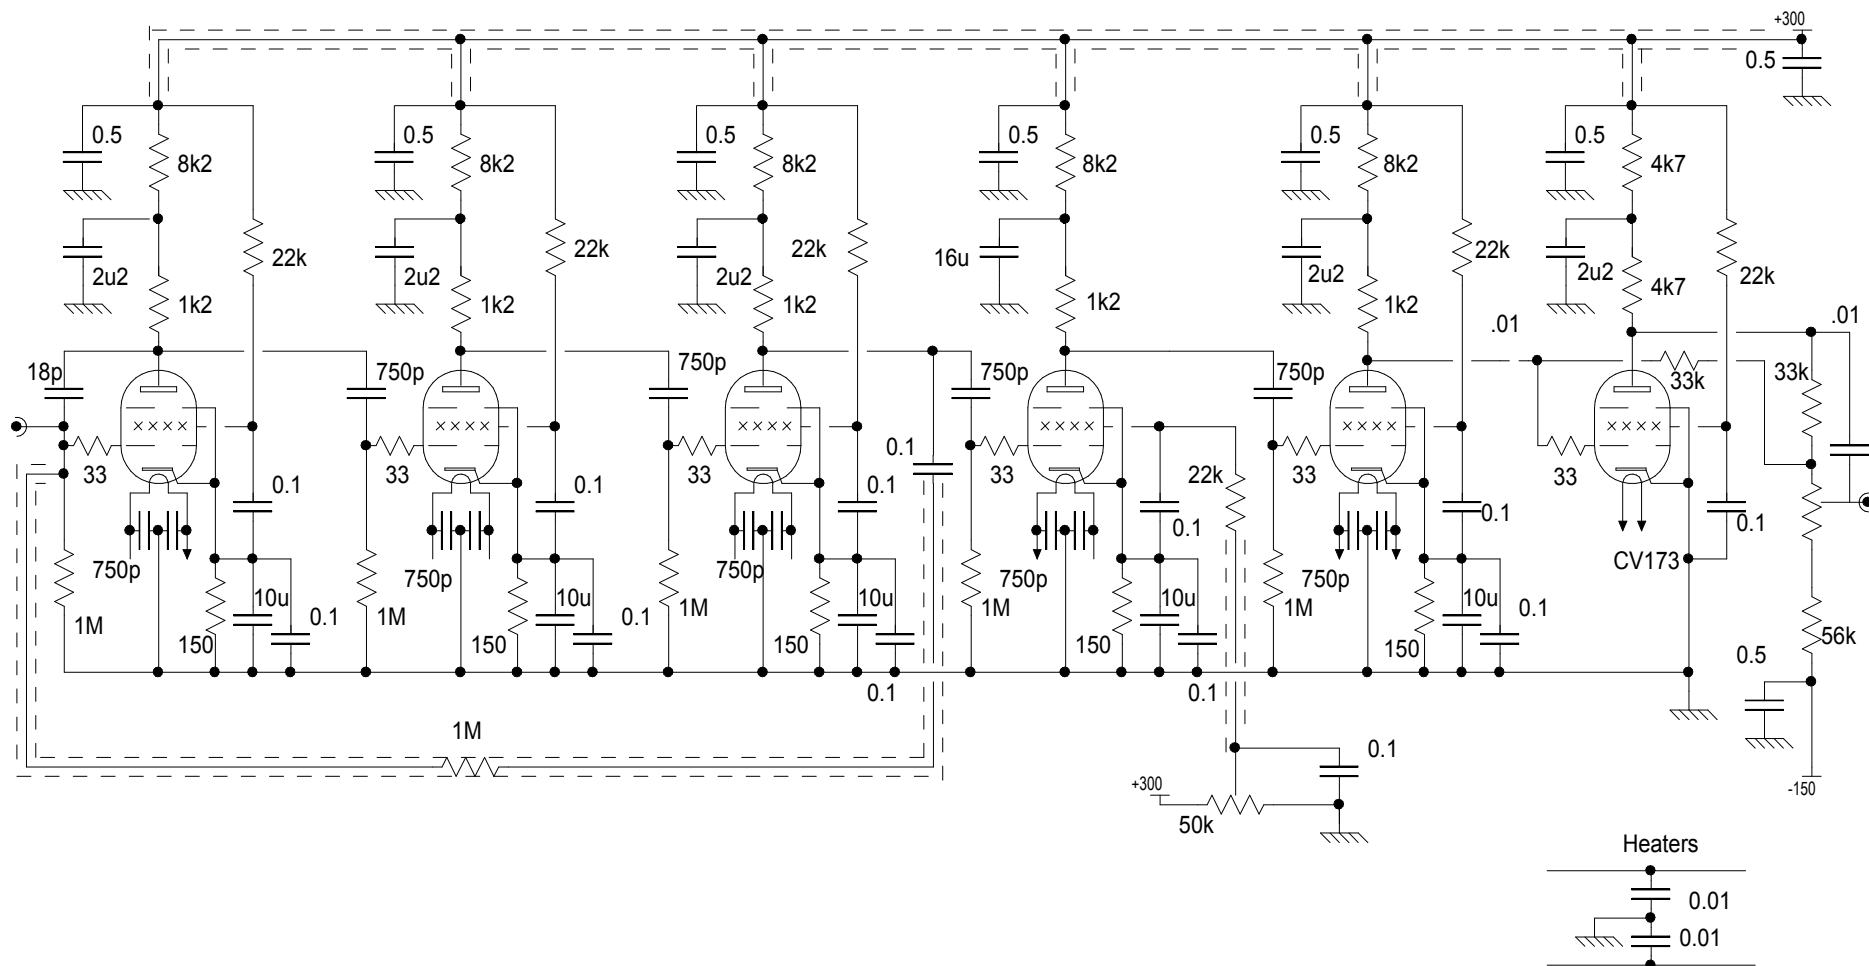 +300
0.5
0.5
8k2
0.5
8k2
0.5
8k2
0.5
8k2
0.5
8k2
0.5
4k7
2u2
22k
2u2
22k
2u2
22k
16u
2u2
22k
2u2
22k
1k2
1k2
1k2
1k2
1k2
4k7
.01
.01
18p
750p
750p
750p
750p
33k
33k
33
33
33
0.1
33
33
33
0.1
0.1
0.1
22k
0.1
0.1
0.1
750p
750p
750p
750p
750p
CV173
1M
150
10u
0.1
1M
150
10u
0.1
1M
150
10u
0.1
1M
150
10u
0.1
1M
150
10u
0.1
56k
0.5
1M
0.1
+300
50k
-150
Heaters
0.01
0.01